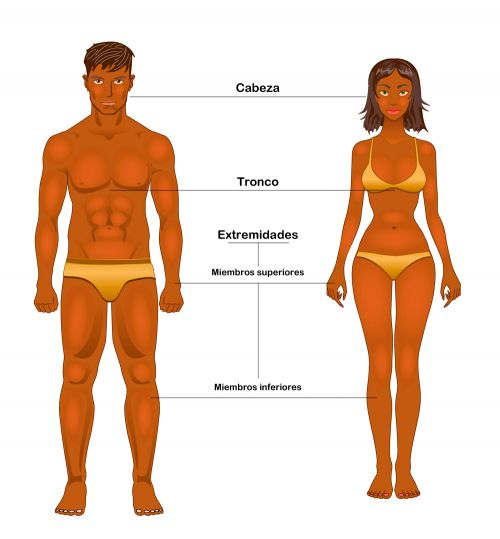 Cabeza
Tronco
Extremidades
Miembros superiores
Miembros inferiores